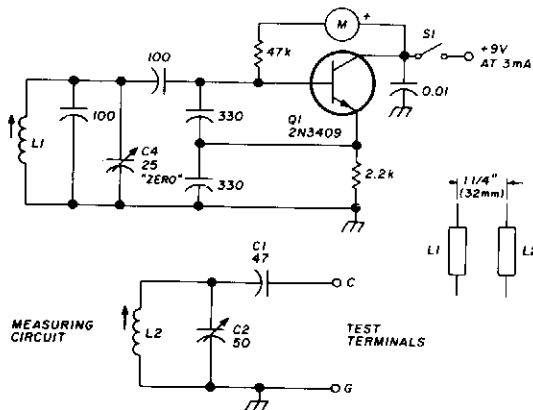 M +
S1
+9V
AT 3mA
47k
100
100
330
330
Q1
2N3409
0.01
L1
C4
25
"ZERO"
2.2k
1 1/4"
(32mm)
L1
L2
C1
47
C
MEASURING
CIRCUIT
L2
C2
50
TEST
TERMINALS
G